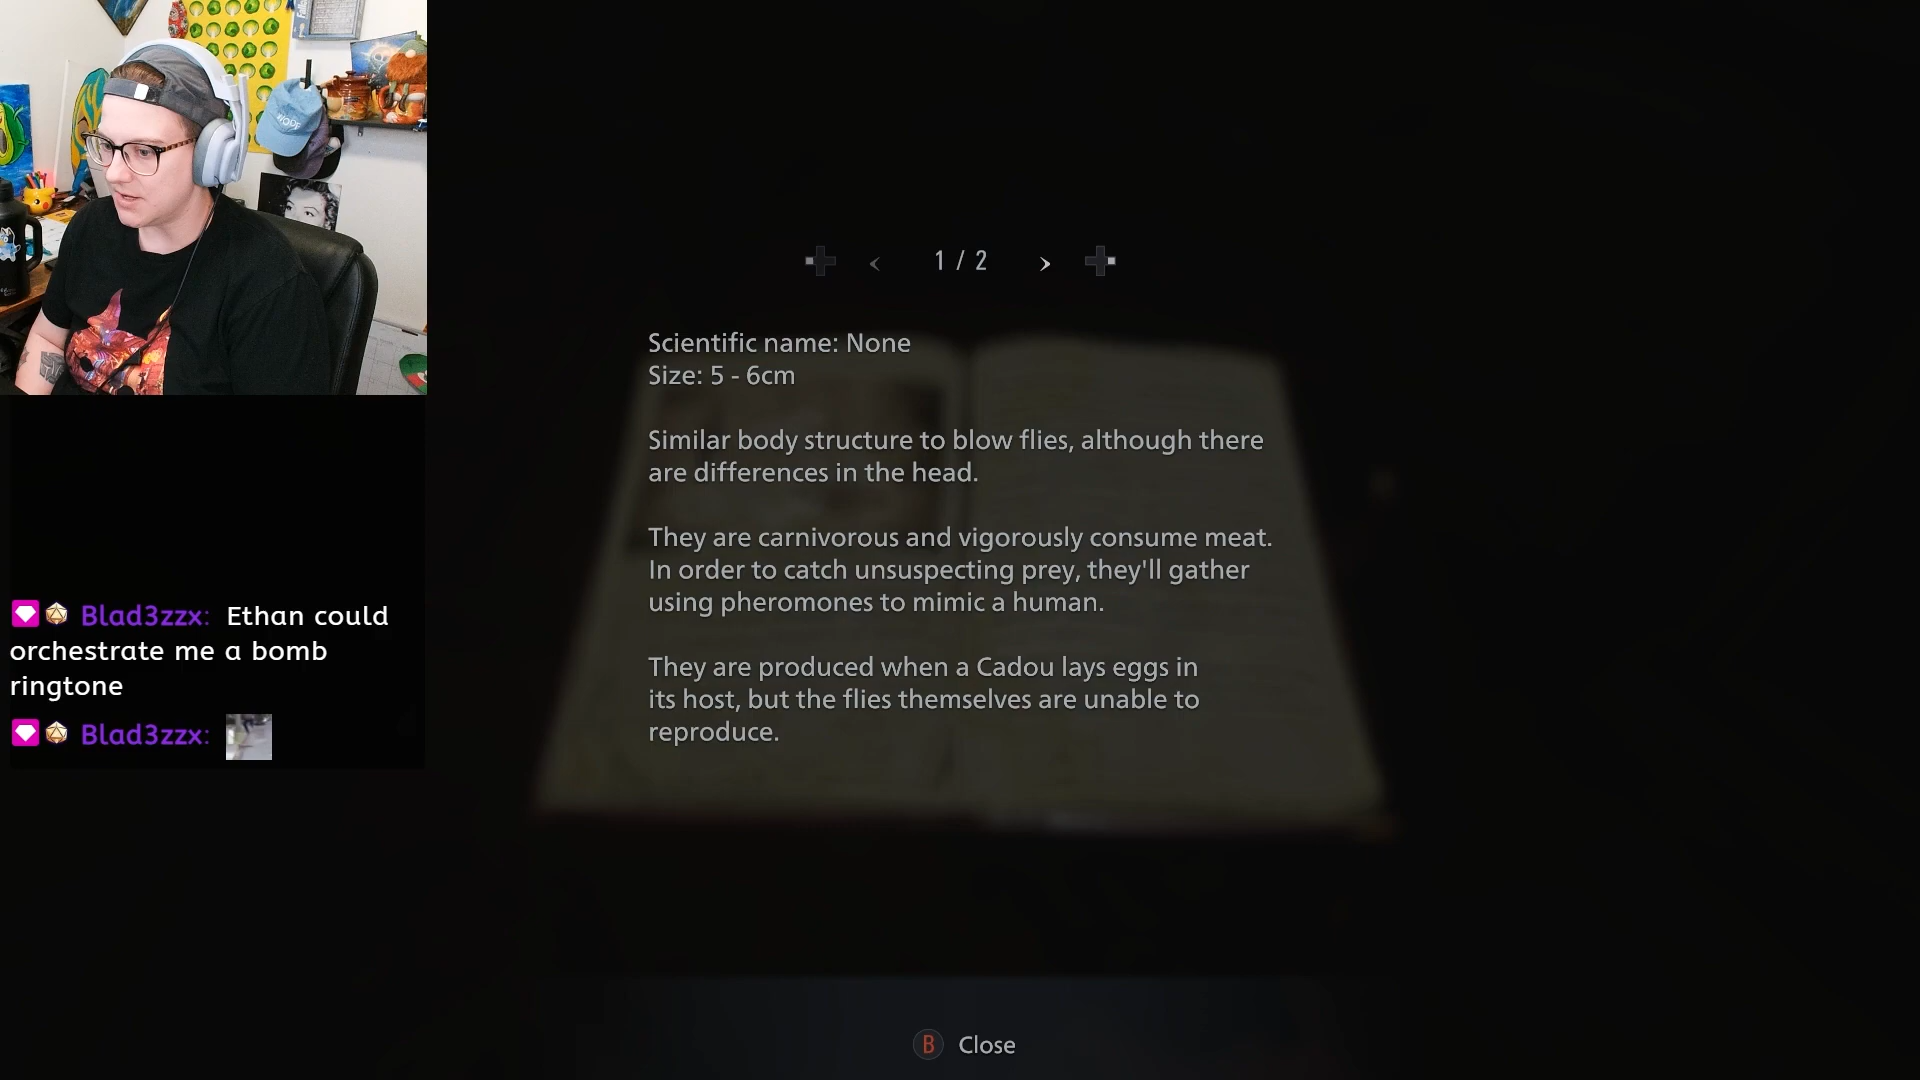 WOOF
1 / 2
Scientific name: None
Size: 5 - 6cm
Similar body structure to blow flies, although there
are differences in the head.
They are carnivorous and vigorously consume meat.
In order to catch unsuspecting prey, they'll gather
using pheromones to mimic a human.
They are produced when a Cadou lays eggs in
its host, but the flies themselves are unable to
reproduce.
Blad3zzx: Ethan could
orchestrate me a bomb
ringtone
Blad3zzx:
B Close